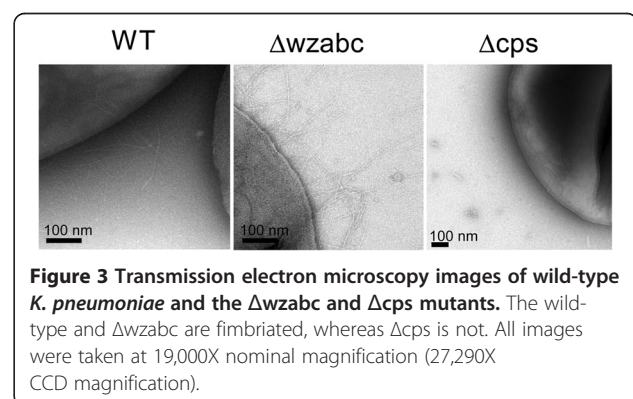 WT
Δwzabc
Δcps
100 nm
100 nm
100 nm
Figure 3 Transmission electron microscopy images of wild-type
K. pneumoniae and the Δwzabc and Δcps mutants. The wild-
type and Δwzabc are fimbriated, whereas Δcps is not. All images
were taken at 19,000X nominal magnification (27,290X
CCD magnification).